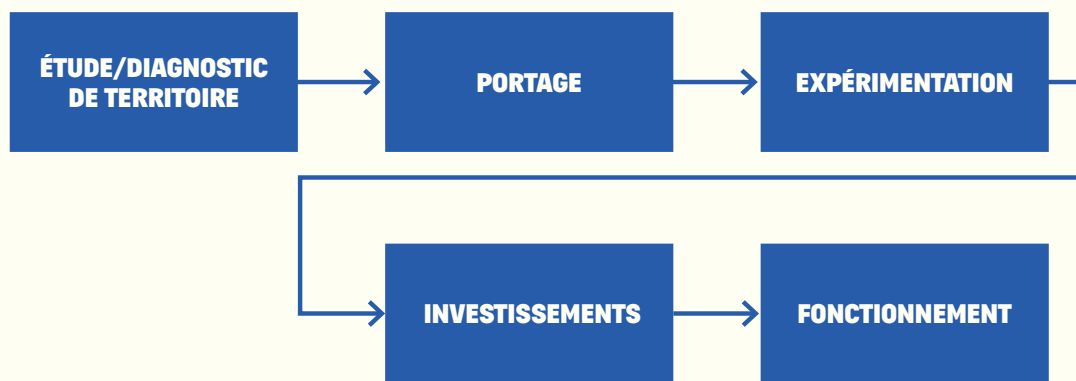 ÉTUDE/DIAGNOSTIC
DE TERRITOIRE
PORTAGE
EXPÉRIMENTATION
INVESTISSEMENTS
FONCTIONNEMENT